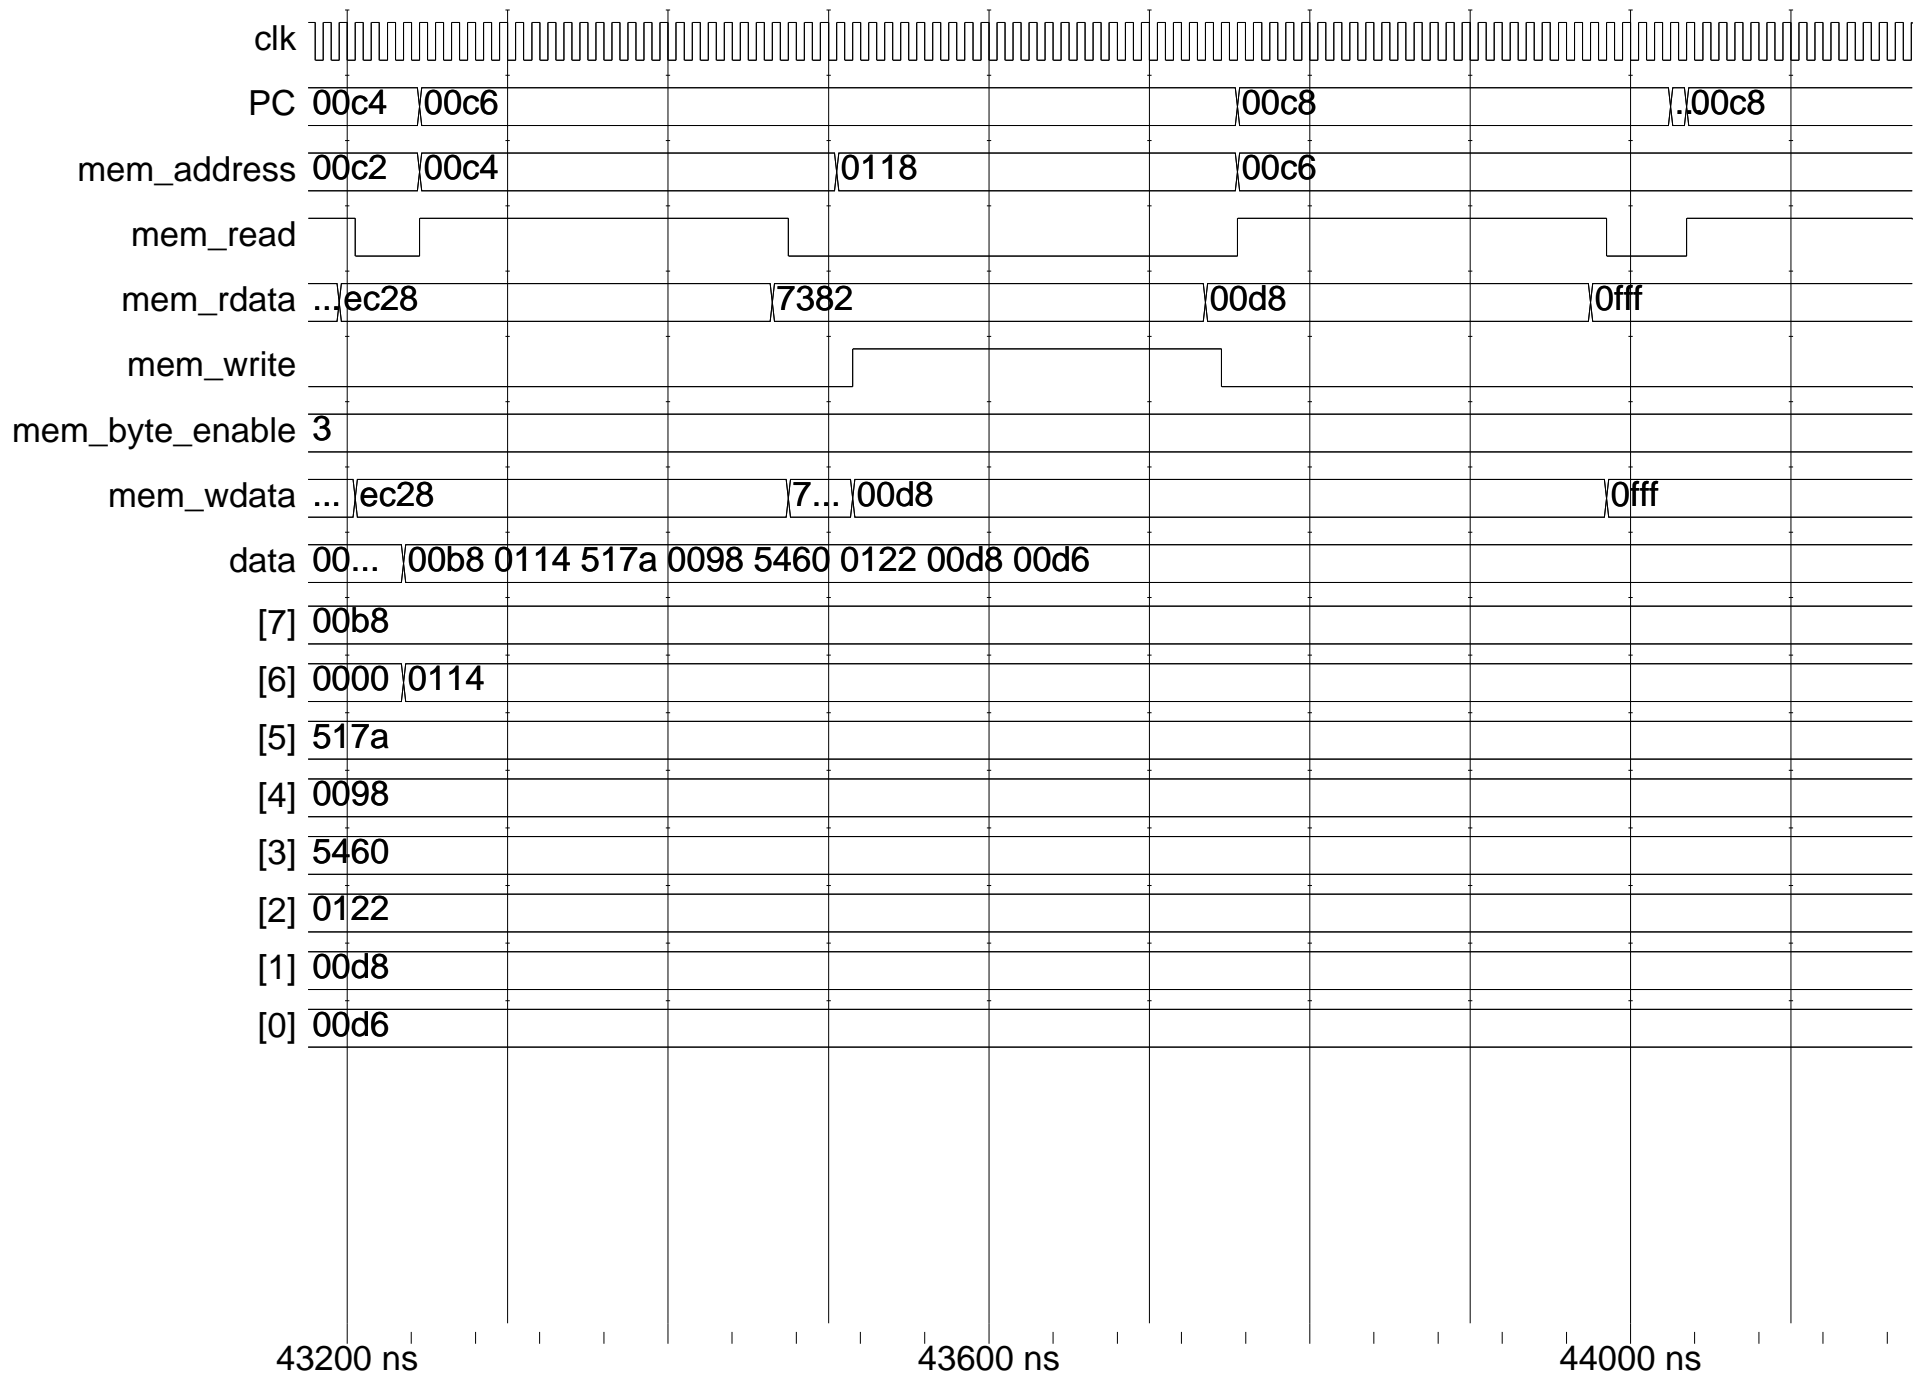 clk
PC 00c4 00c6 00c8 ... 00c8
mem_address 00c2 00c4 0118 00c6
mem_read
mem_rdata ...ec28 7382 00d8 0fff
mem_write
mem_byte_enable 3
mem_wdata ... ec28 7... 00d8 0fff
data 00... 00b8 0114 517a 0098 5460 0122 00d8 00d6
[7] 00b8
[6] 0000 0114
[5] 517a
[4] 0098
[3] 5460
[2] 0122
[1] 00d8
[0] 00d6
43200 ns 43600 ns 44000 ns